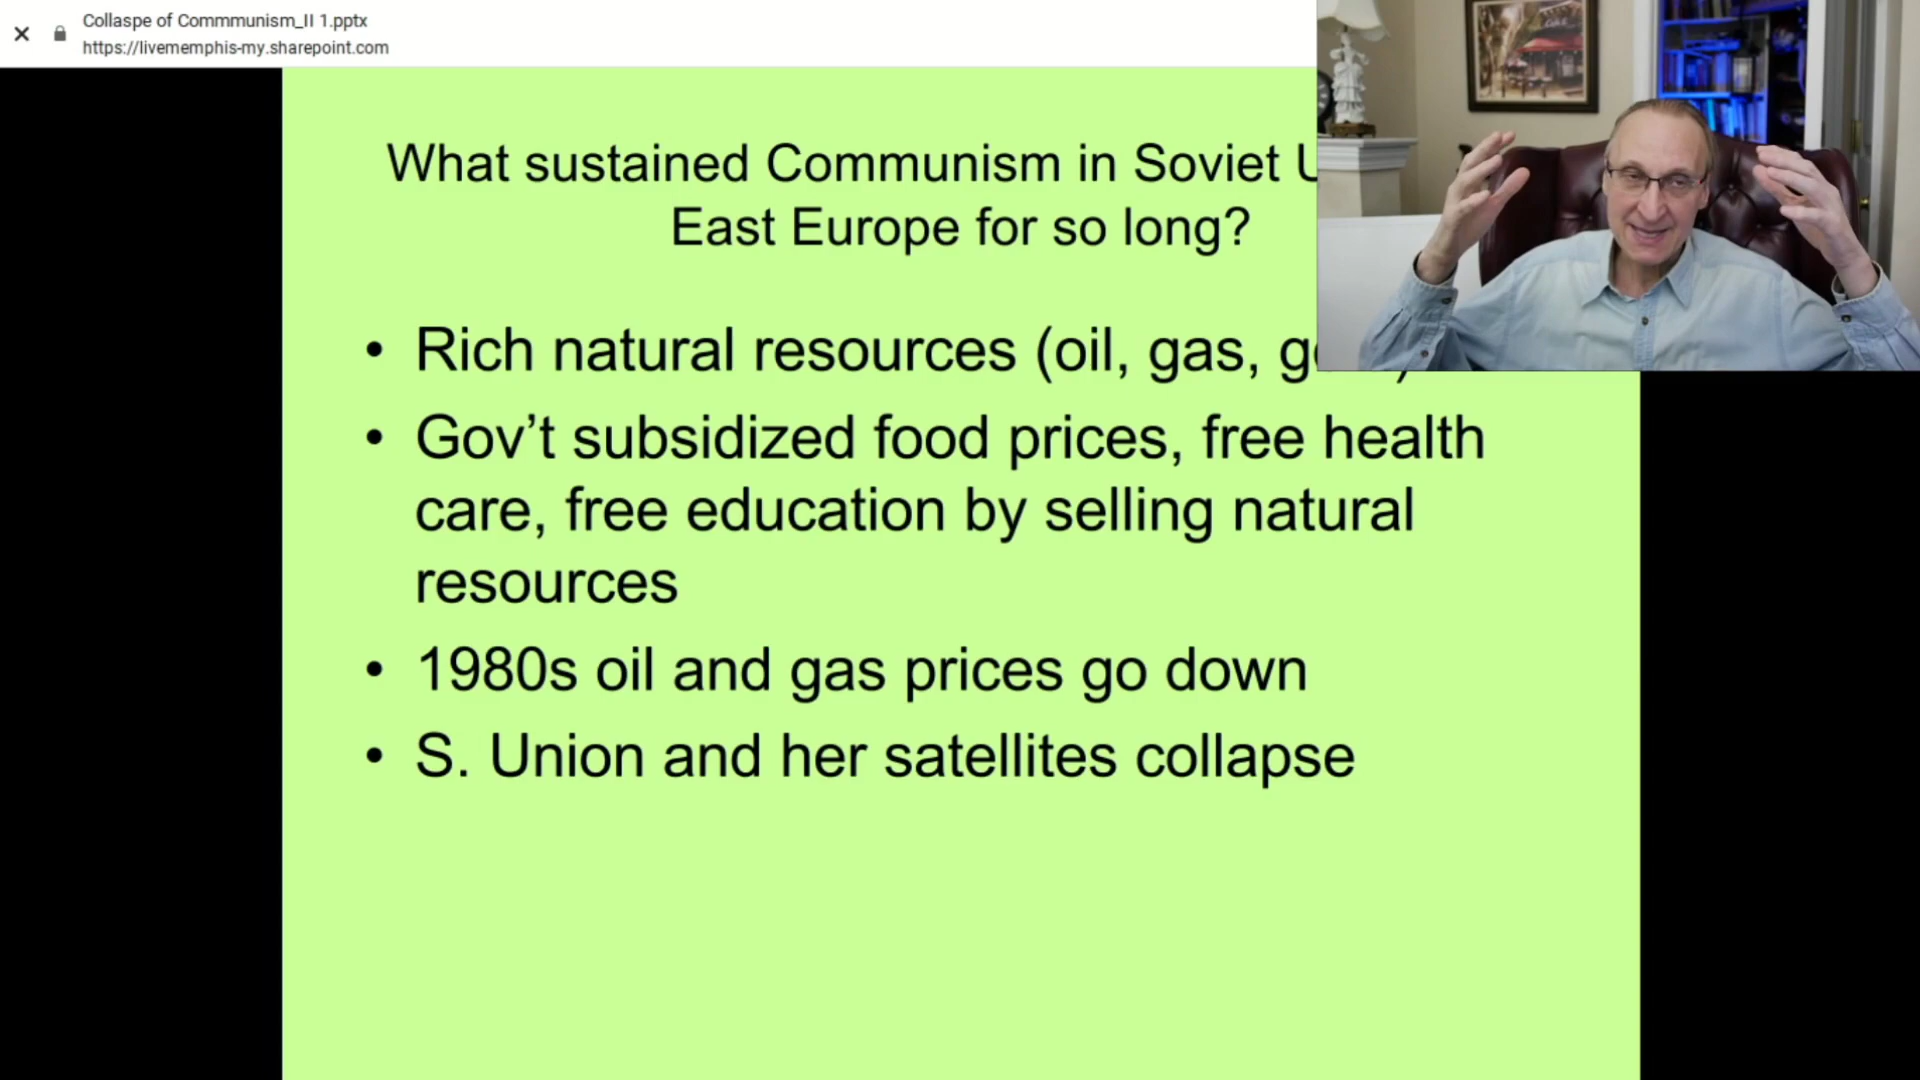 Collaspe of Commmunism_II 1.pptx
https://livememphis-my.sharepoint.com
What sustained Communism in Soviet
East Europe for so long?
• Rich natural resources (oil, gas,
• Gov’t subsidized food prices, free health
care, free education by selling natural
resources
• 1980s oil and gas prices go down
• S. Union and her satellites collapse